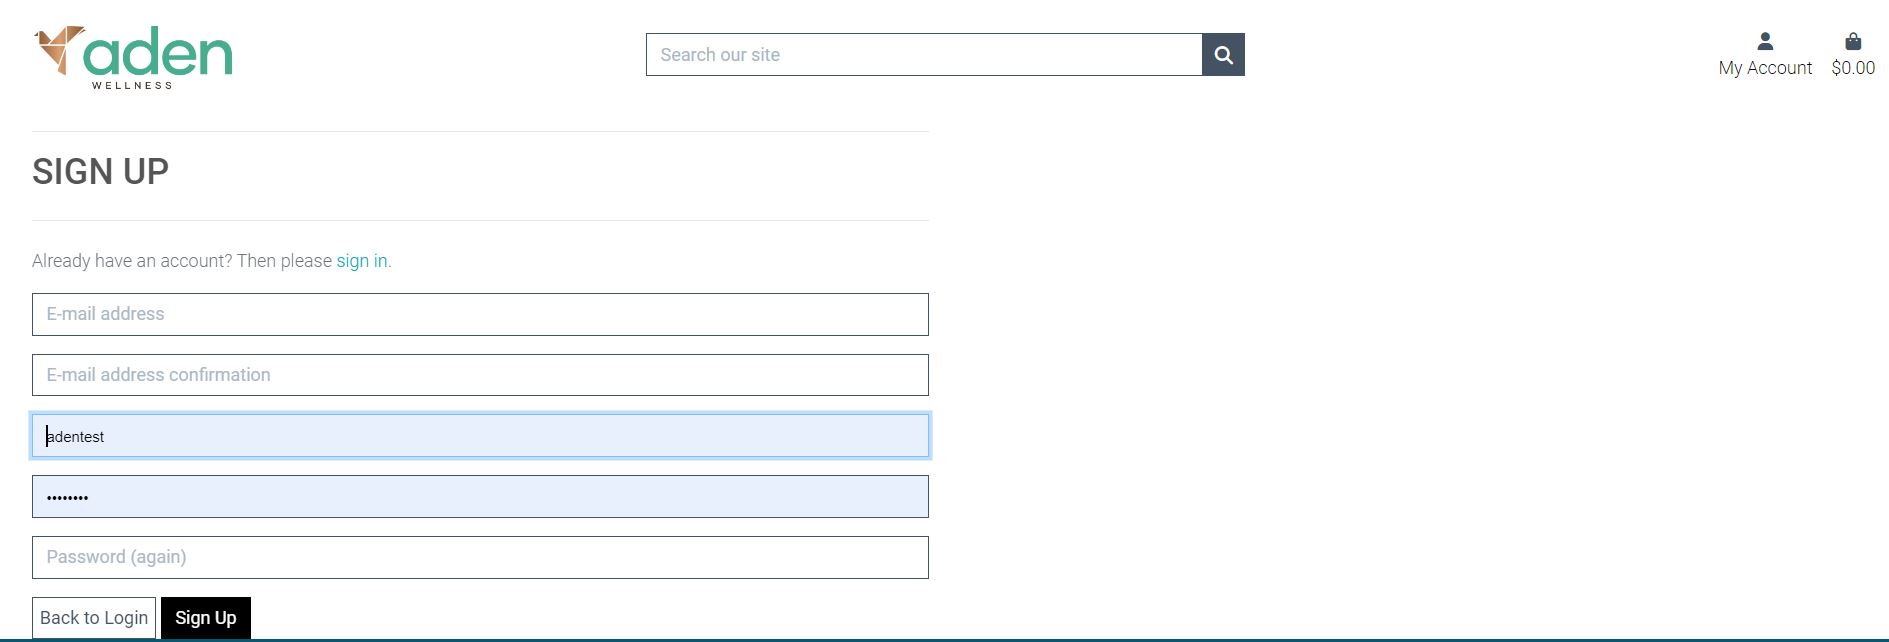 aden
WELLNESS
Search our site
My Account
$0.00
SIGN UP
Already have an account? Then please sign in.
E-mail address
E-mail address confirmation
adentest
••••••••
Password (again)
Back to Login
Sign Up